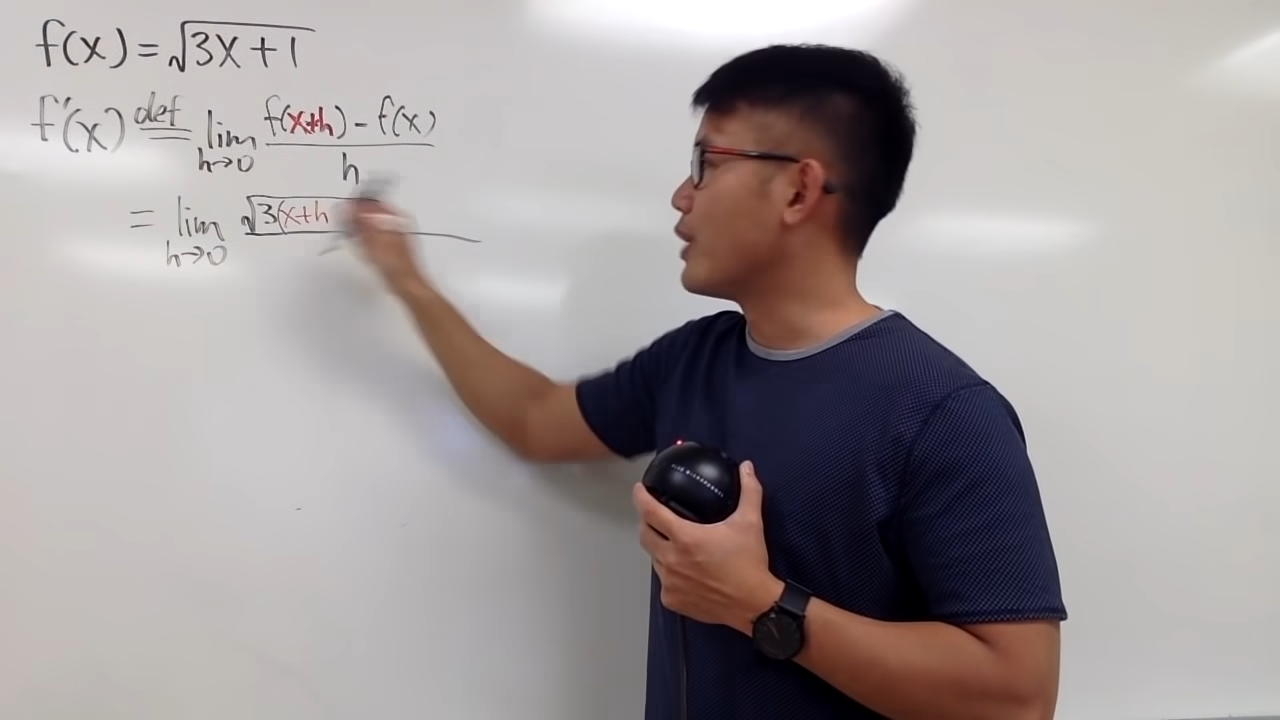 f(x) = √3x+1
f'(x) def= lim h→0 f(x+h) - f(x) / h
= lim h→0 √3(x+h